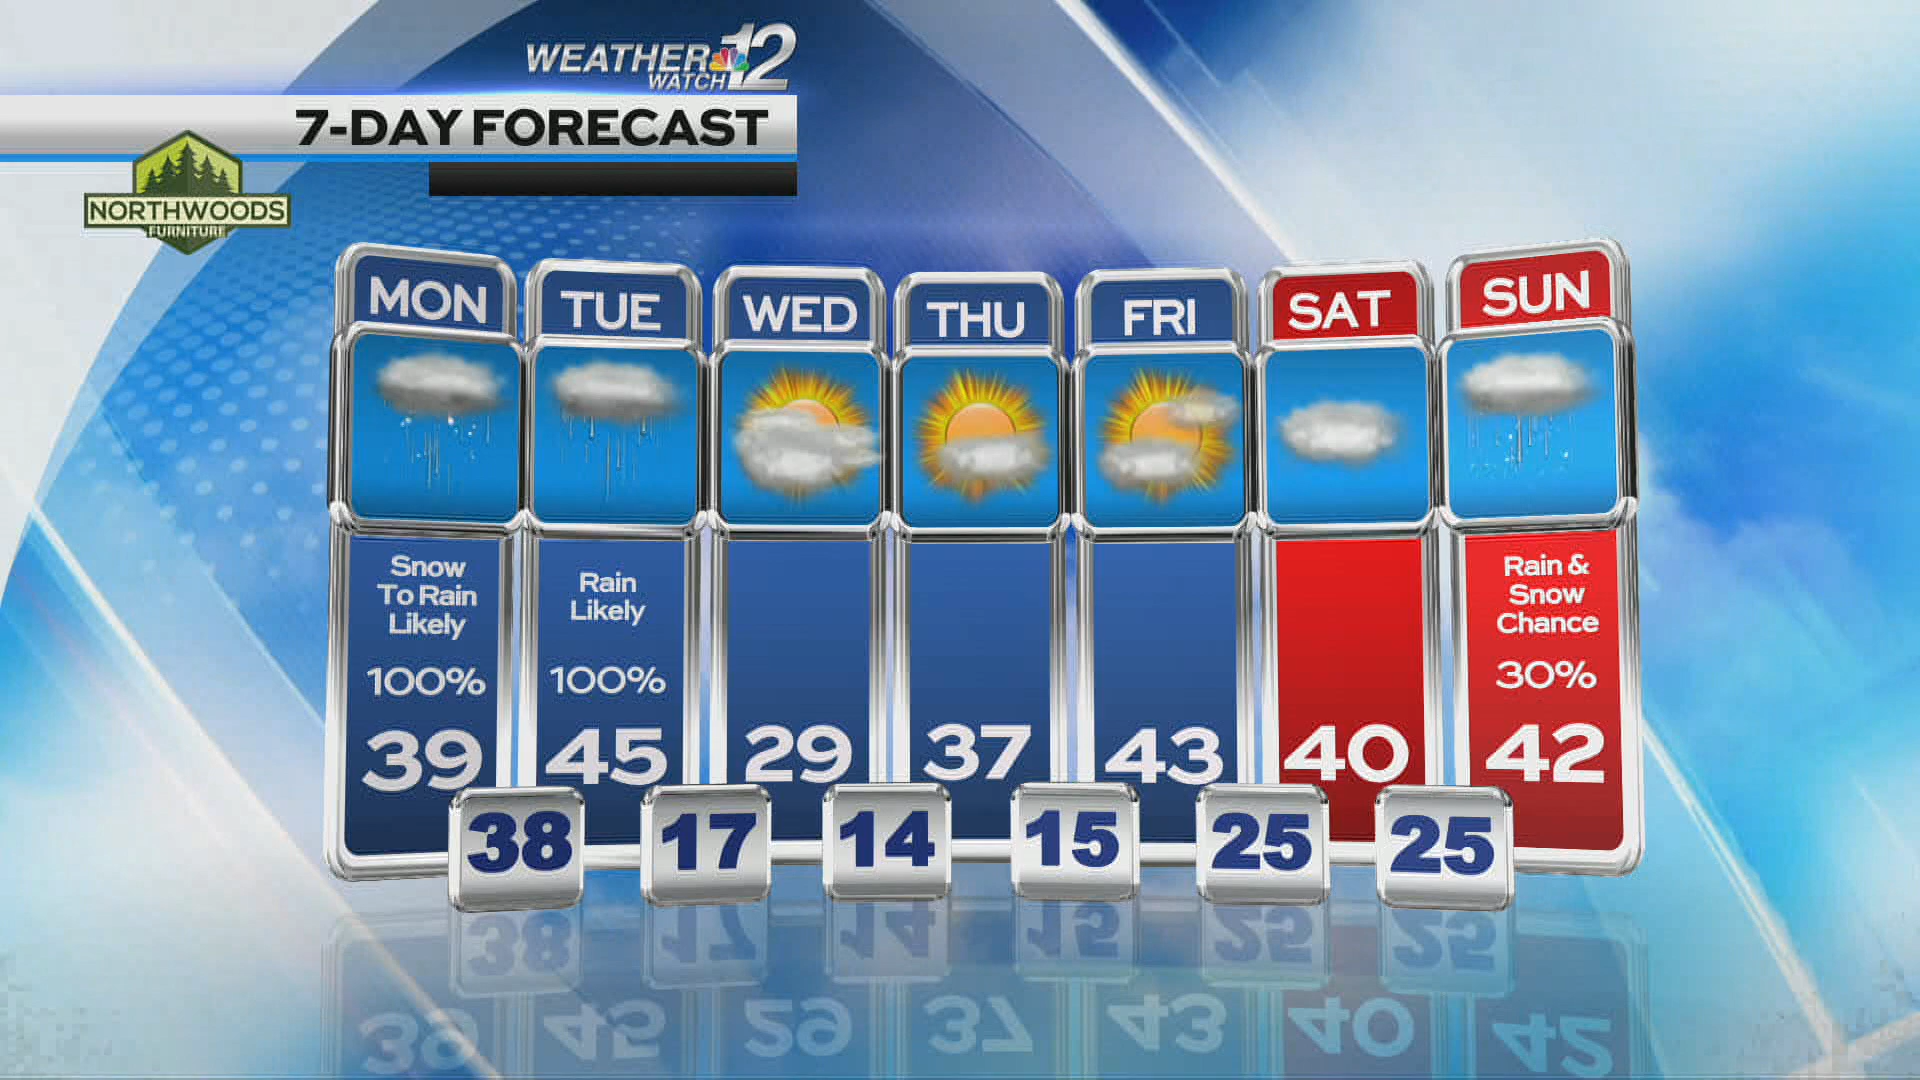 WEATHER 12
WATCH
7-DAY FORECAST
NORTHWOODS
FURNITURE
MON TUE WED THU FRI SAT SUN
Snow
To Rain
Likely
100%
Rain
Likely
100%
Rain &
Snow
Chance
30%
39 45 29 37 43 40 42
38 17 14 15 25 25